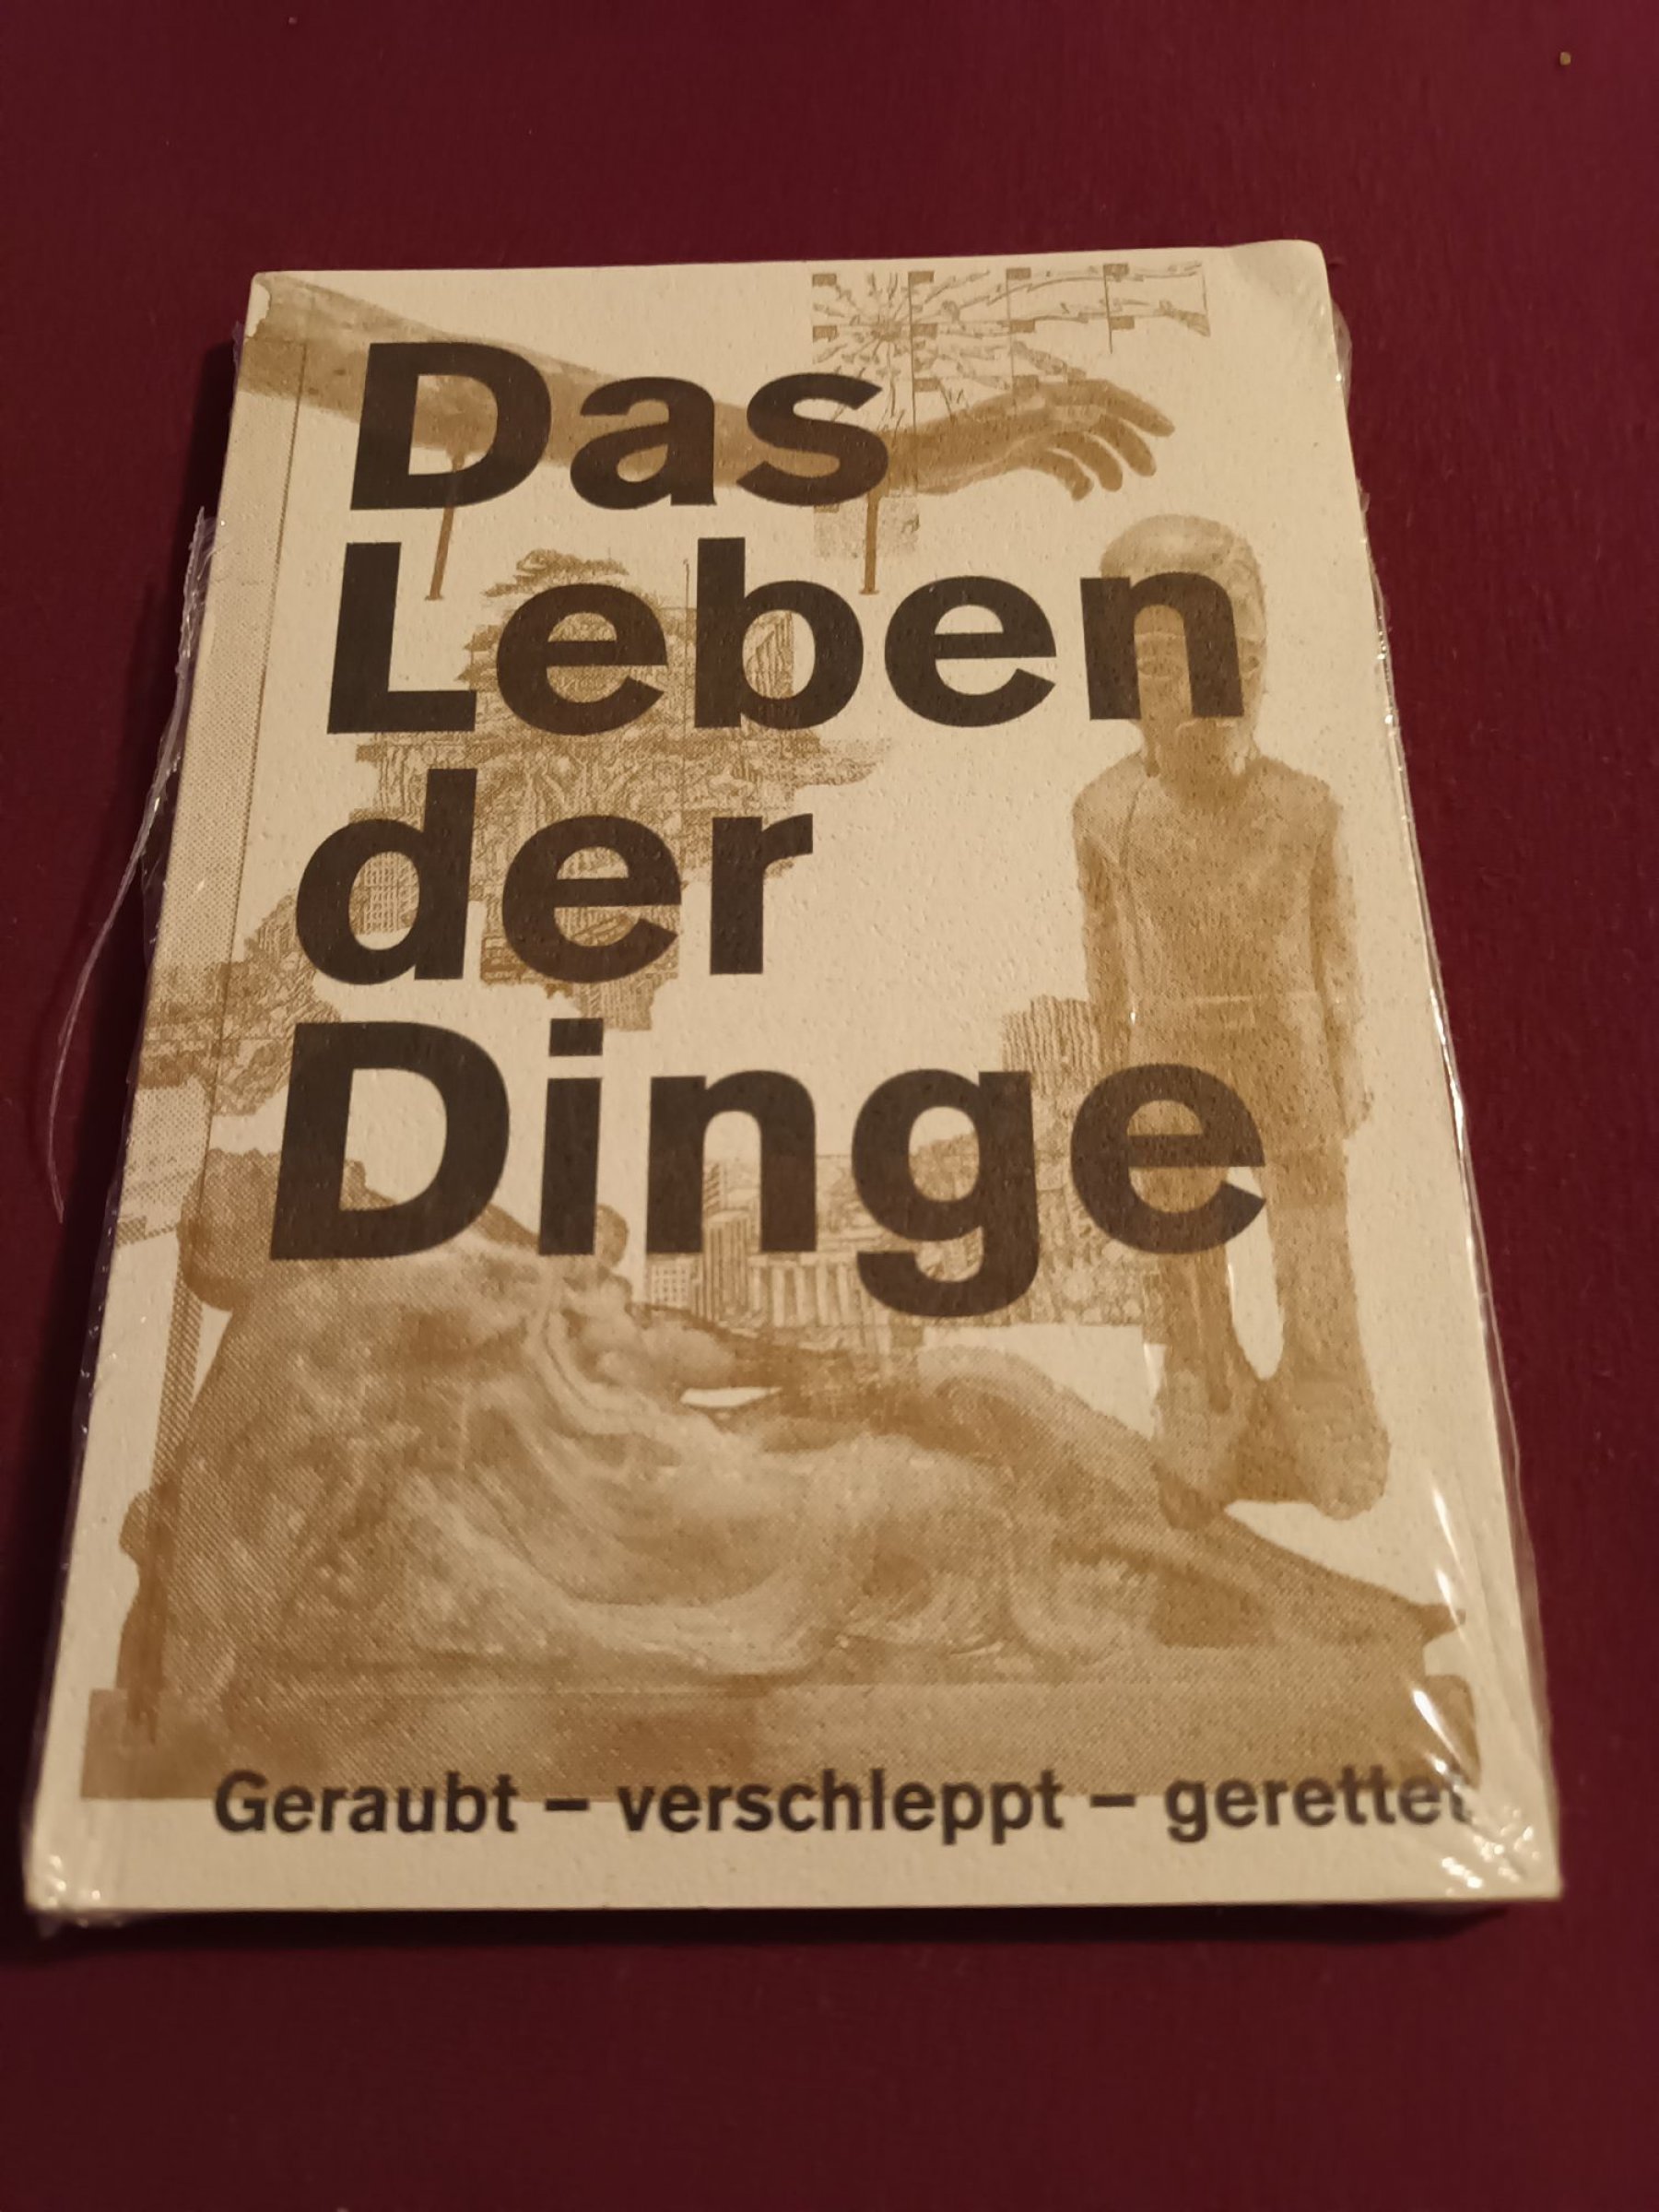 Das
Leben
der
Dinge
Geraubt – verschleppt – gerettet